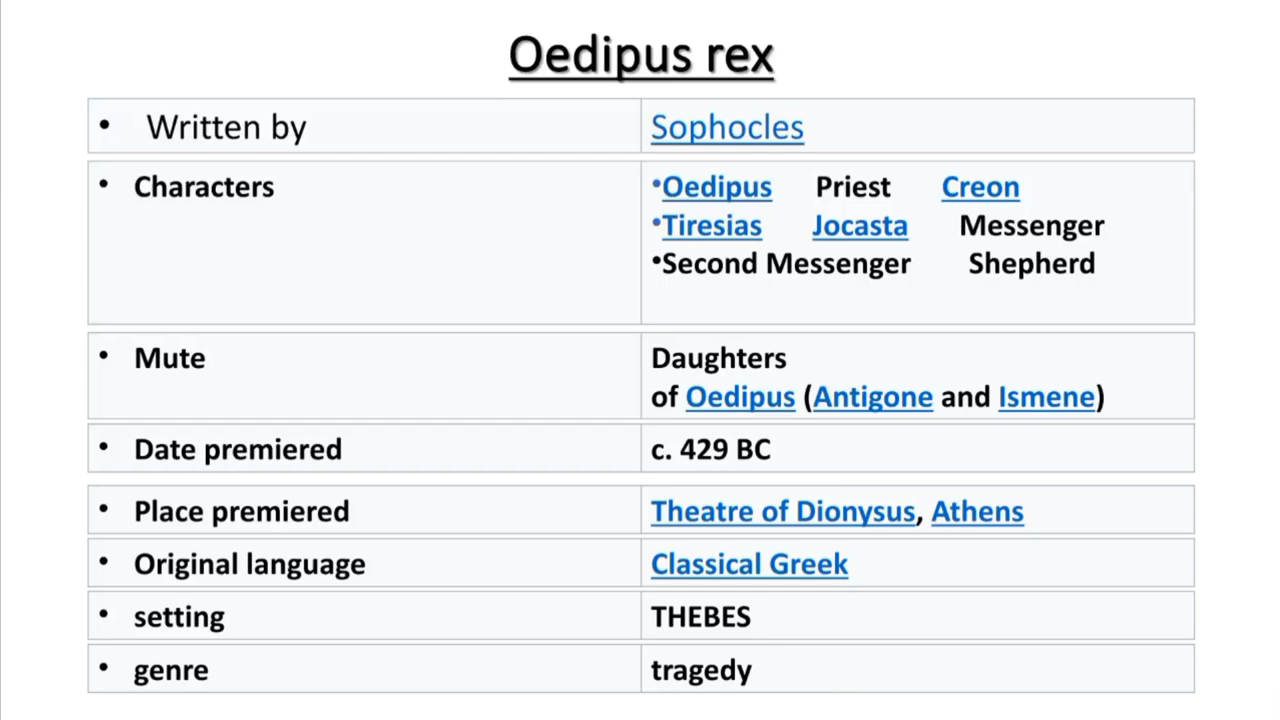 Oedipus rex
• Written by Sophocles
• Characters •Oedipus Priest Creon
•Tiresias Jocasta Messenger
•Second Messenger Shepherd
• Mute Daughters
of Oedipus (Antigone and Ismene)
• Date premiered c. 429 BC
• Place premiered Theatre of Dionysus, Athens
• Original language Classical Greek
• setting THEBES
• genre tragedy